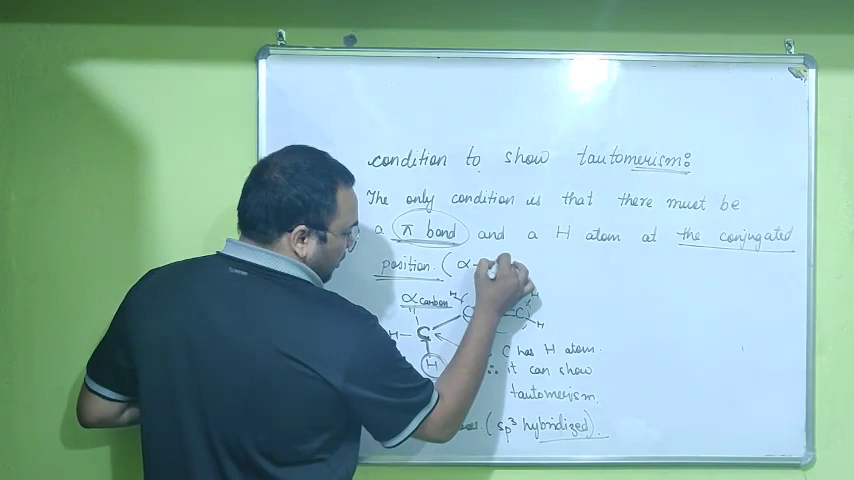 condition to show tautomerism:
The only condition is that there must be
a π bond and a H atom at the conjugated
position. (α-
α carbon H
C C H
H C
H
C has H atom.
H ∴ it can show
tautomerism.
(sp³ hybridized).